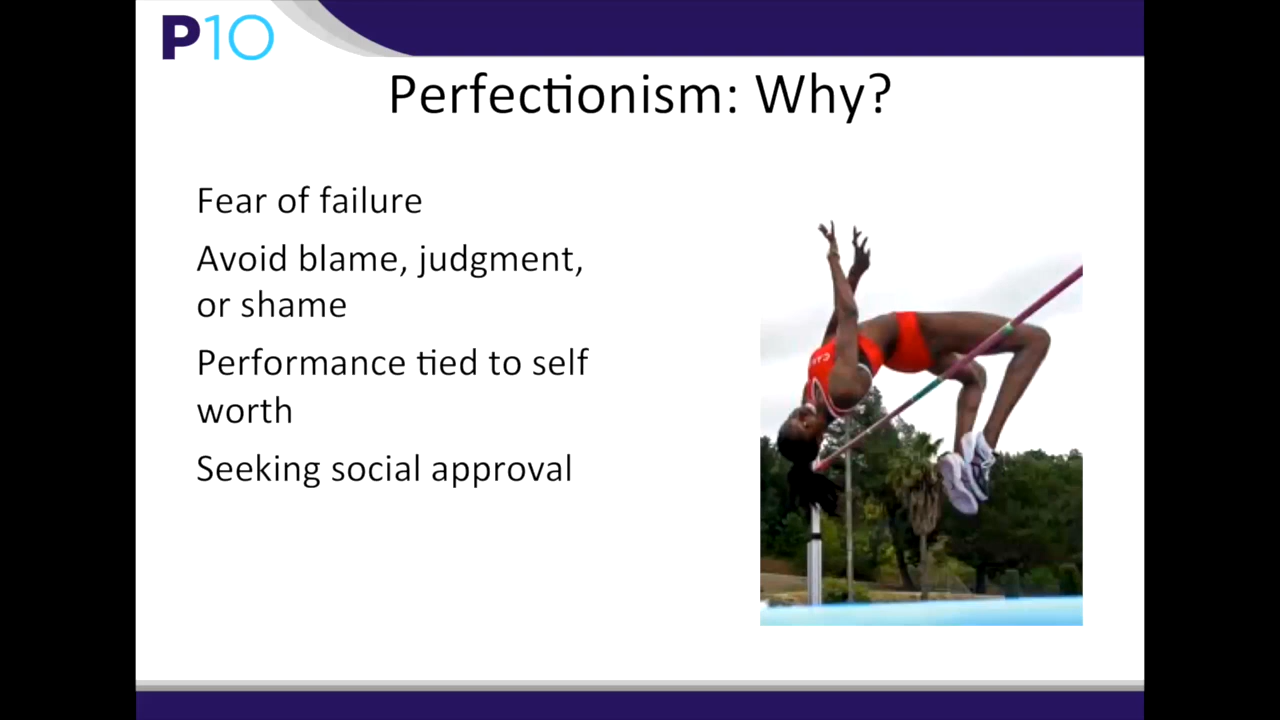 P10
Perfectionism: Why?
Fear of failure
Avoid blame, judgment,
or shame
Performance tied to self
worth
Seeking social approval